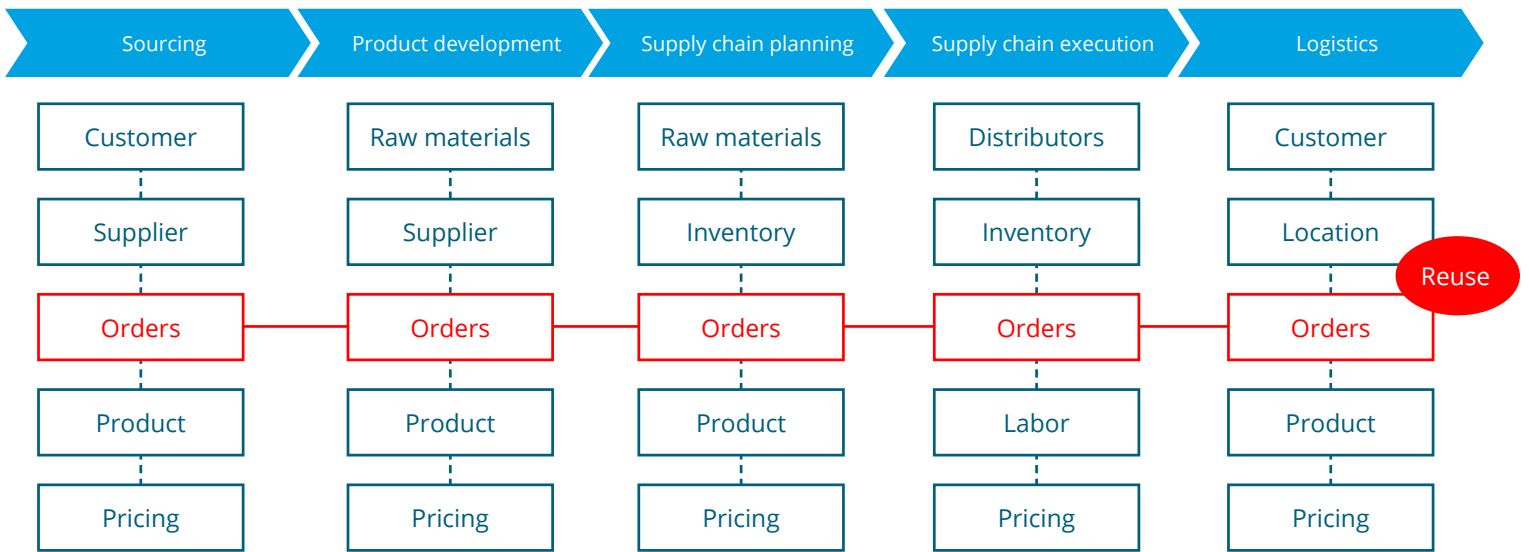 Sourcing
Product development
Supply chain planning
Supply chain execution
Logistics
Customer
Raw materials
Raw materials
Distributors
Customer
Supplier
Supplier
Inventory
Inventory
Location
Reuse
Orders
Orders
Orders
Orders
Orders
Product
Product
Product
Labor
Product
Pricing
Pricing
Pricing
Pricing
Pricing